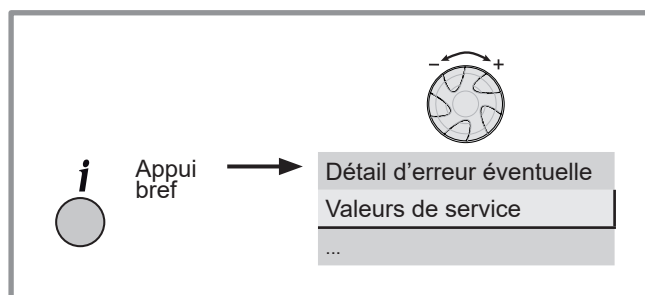 - +
i
Appui
bref
Détail d'erreur éventuelle
Valeurs de service
...